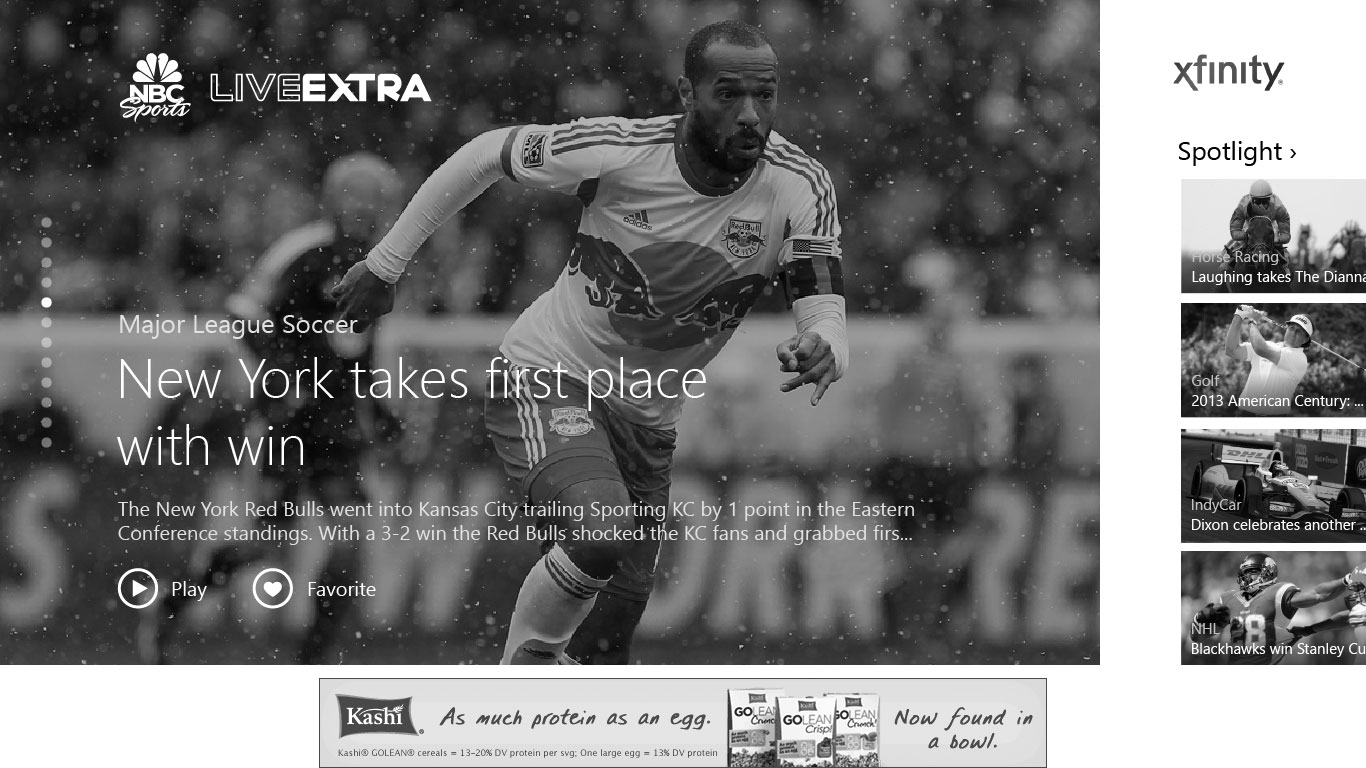 NBC
Sports
LIVEEXTRA
xfinity
Spotlight ›
adidas
Red Bull
Major League Soccer
New York takes first place
with win
The New York Red Bulls went into Kansas City trailing Sporting KC by 1 point in the Eastern
Conference standings. With a 3-2 win the Red Bulls shocked the KC fans and grabbed firs...
Play
Favorite
Horse Racing
Laughing takes The Dianna
Golf
2013 American Century: ...
DHL
IndyCar
Dixon celebrates another ...
NHL
Blackhawks win Stanley Cu
Kashi®
As much protein as an egg.
Kashi® GOLEAN® cereals = 13-20% DV protein per svg; One large egg = 13% DV protein
GOLEAN
Crunch!
GOLEAN
Crisp!
GOLEAN
Crunch!
Now found in
a bowl.